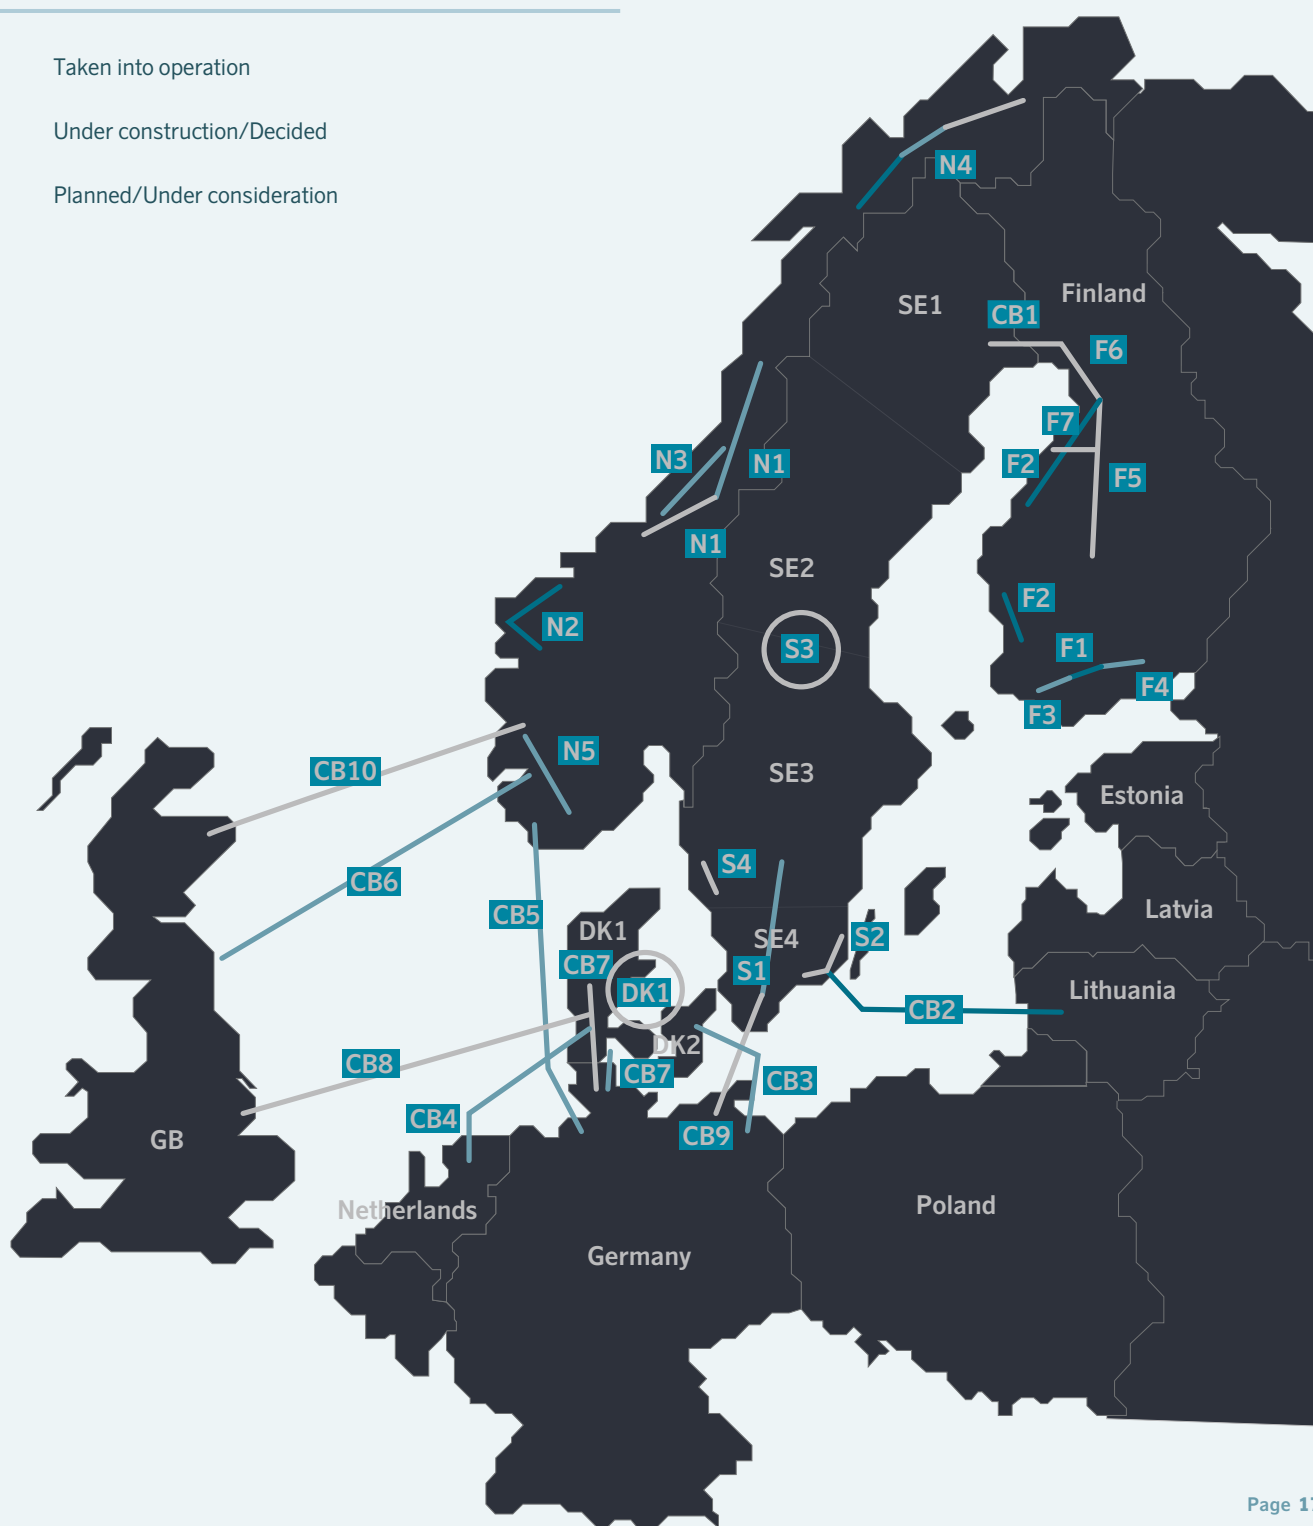 Taken into operation
Under construction/Decided
Planned/Under consideration
N4
SE1
Finland
CB1
F6
F7
N3
N1
F2
F5
N1
SE2
F2
N2
S3
F1
F4
F3
N5
CB10
SE3
Estonia
S4
CB6
Latvia
CB5
DK1
SE4
S2
CB7
S1
DK1
Lithuania
CB2
DK2
CB8
CB7
CB3
CB4
CB9
GB
Netherlands
Poland
Germany
Page 17